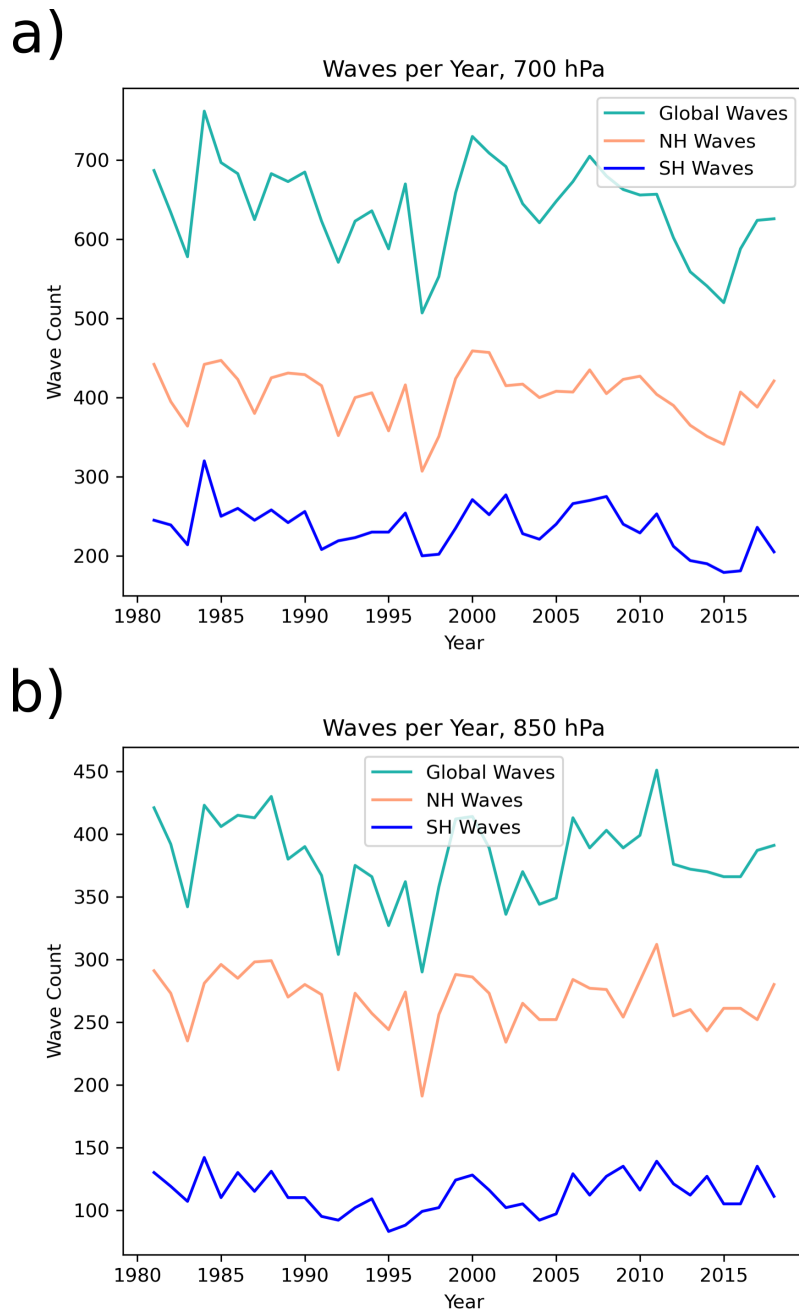 a)
Waves per Year, 700 hPa
Global Waves
NH Waves
SH Waves
700
600
500
400
300
200
Wave Count
1980 1985 1990 1995 2000 2005 2010 2015
Year
b)
Waves per Year, 850 hPa
Global Waves
NH Waves
SH Waves
450
400
350
300
250
200
150
100
Wave Count
1980 1985 1990 1995 2000 2005 2010 2015
Year